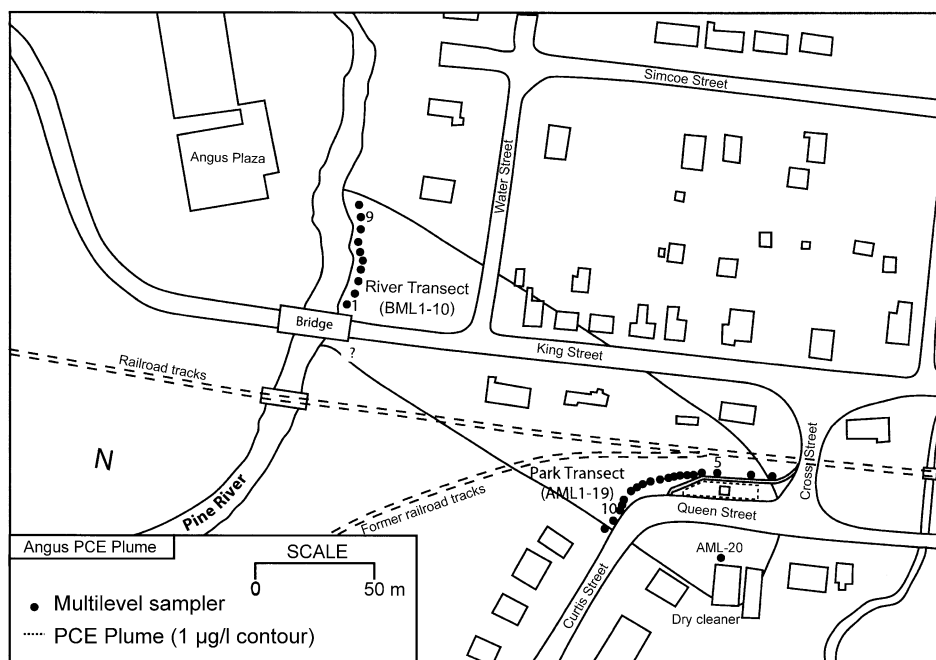 Simcoe Street
Angus Plaza
Water Street
9
River Transect
(BML1-10)
1
Bridge
?
King Street
Railroad tracks
N
5
Park Transect
(AML1-19)
10
Cross Street
Queen Street
Former railroad tracks
Pine River
AML-20
Curtis Street
Dry cleaner
Angus PCE Plume
SCALE
0
50 m
Multilevel sampler
PCE Plume (1 µg/l contour)